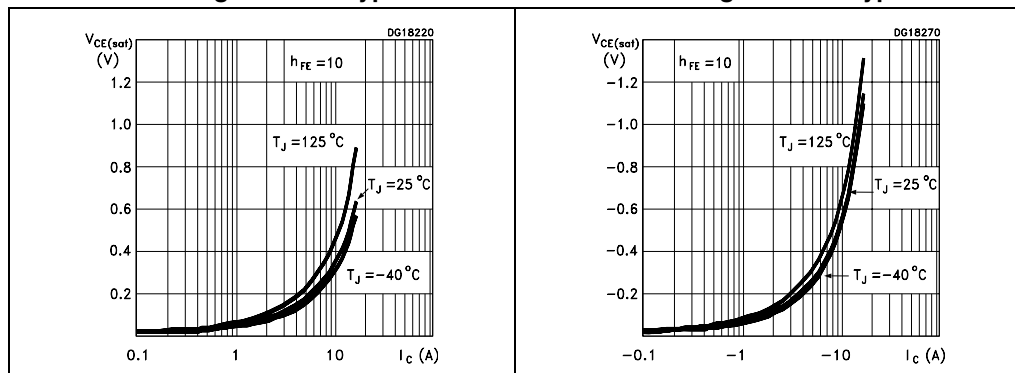 DG18220
VCE(sat)
(V)
hFE =10
1.2
1.0
TJ =125 °C
0.8
TJ =25 °C
0.6
0.4
TJ =-40 °C
0.2
0.1 1 10 IC (A)
DG18270
VCE(sat)
(V)
hFE =10
-1.2
-1.0
TJ =125 °C
-0.8
TJ =25 °C
-0.6
-0.4
TJ =-40 °C
-0.2
-0.1 -1 -10 IC (A)